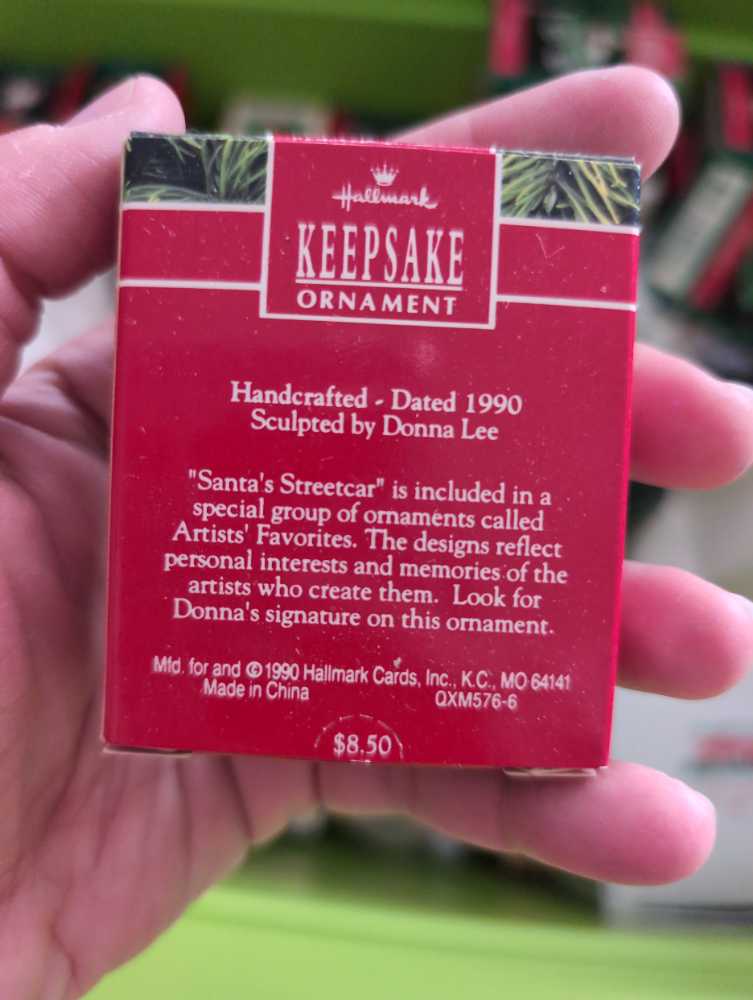 Hallmark
KEEPSAKE
ORNAMENT
Handcrafted - Dated 1990
Sculpted by Donna Lee
"Santa's Streetcar" is included in a
special group of ornaments called
Artists' Favorites. The designs reflect
personal interests and memories of the
artists who create them. Look for
Donna's signature on this ornament.
Mfd. for and © 1990 Hallmark Cards, Inc., K.C., MO 64141
Made in China QXM576-6
$8.50